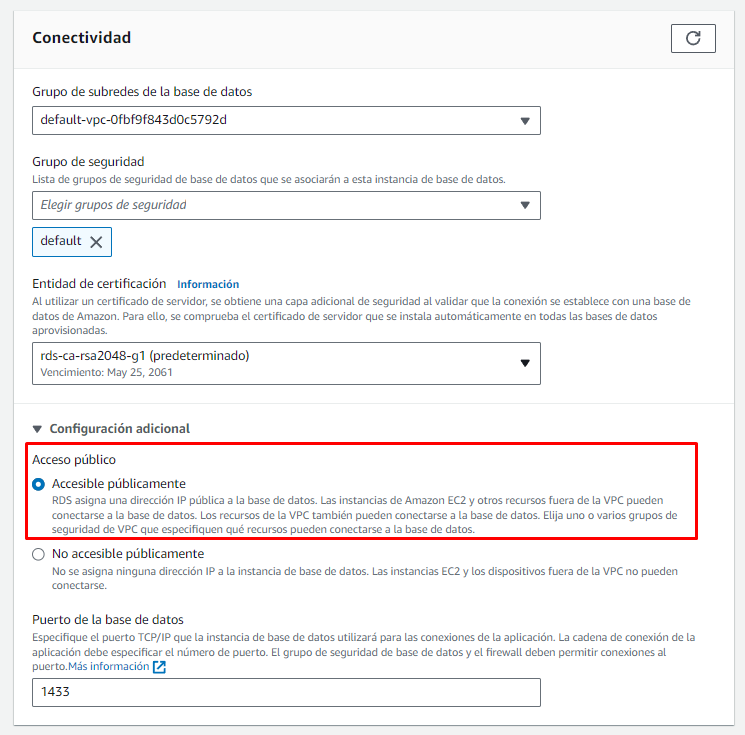 Conectividad
Grupo de subredes de la base de datos
default-vpc-0fbf9f843d0c5792d
Grupo de seguridad
Lista de grupos de seguridad de base de datos que se asociarán a esta instancia de base de datos.
Elegir grupos de seguridad
default
Entidad de certificación Información
Al utilizar un certificado de servidor, se obtiene una capa adicional de seguridad al validar que la conexión se establece con una base de
datos de Amazon. Para ello, se comprueba el certificado de servidor que se instala automáticamente en todas las bases de datos
aprovisionadas.
rds-ca-rsa2048-g1 (predeterminado)
Vencimiento: May 25, 2061
Configuración adicional
Acceso público
Accesible públicamente
RDS asigna una dirección IP pública a la base de datos. Las instancias de Amazon EC2 y otros recursos fuera de la VPC pueden
conectarse a la base de datos. Los recursos de la VPC también pueden conectarse a la base de datos. Elija uno o varios grupos de
seguridad de VPC que especifiquen qué recursos pueden conectarse a la base de datos.
No accesible públicamente
No se asigna ninguna dirección IP a la instancia de base de datos. Las instancias EC2 y los dispositivos fuera de la VPC no pueden
conectarse.
Puerto de la base de datos
Especifique el puerto TCP/IP que la instancia de base de datos utilizará para las conexiones de la aplicación. La cadena de conexión de la
aplicación debe especificar el número de puerto. El grupo de seguridad de base de datos y el firewall deben permitir conexiones al
puerto.Más información
1433